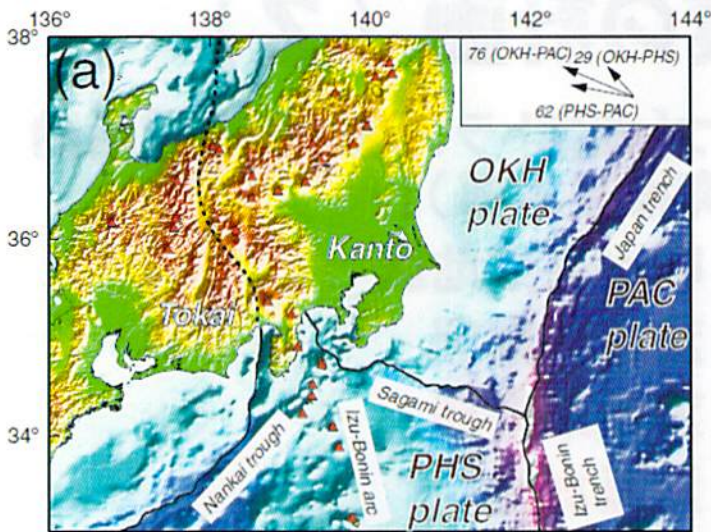 136°
138°
140°
142°
144°
38°
(a)
76 (OKH-PAC)
29 (OKH-PHS)
62 (PHS-PAC)
OKH
plate
Japan trench
36°
Kanto
PAC
plate
Tokai
Sagami trough
34°
Nankai trough
Izu-Bonin arc
PHS
plate
Izu-Bonin
trench